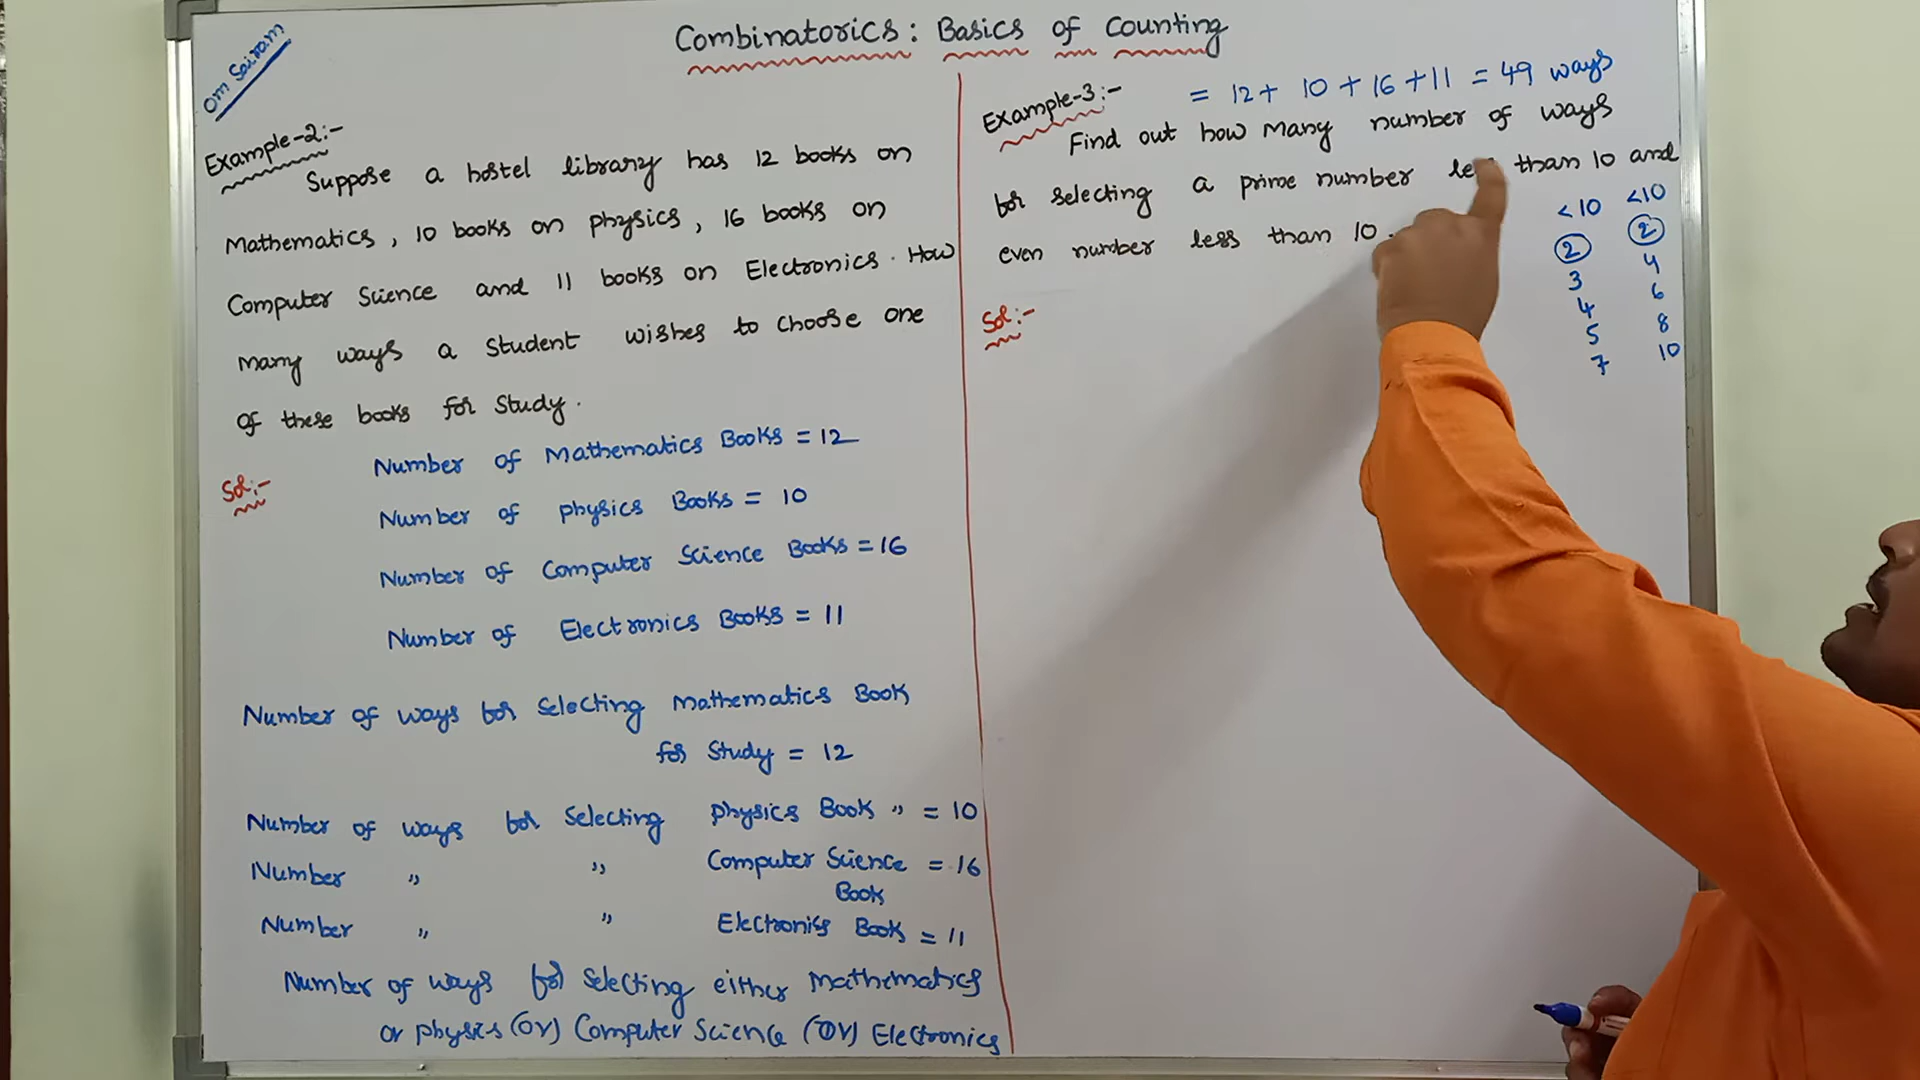 Combinatorics: Basics of Counting
Om Sairam
Example-2:-
Suppose a hostel library has 12 books on
Mathematics, 10 books on physics, 16 books on
Computer Science and 11 books on Electronics. How
Many ways a Student wishes to choose one
of these books for Study.
Sol:-
Number of Mathematics Books = 12
Number of physics Books = 10
Number of Computer Science Books = 16
Number of Electronics Books = 11
Number of ways for Selecting Mathematics Book
for Study = 12
Number of ways for Selecting physics Book " = 10
Number " " Computer Science = 16
Book
Number " " Electronics Book = 11
Number of ways for Selecting either Mathematics
or physics (or) Computer Science (or) Electronics
= 12 + 10 + 16 + 11 = 49 ways
Example-3:-
Find out how many number of ways
for selecting a prime number than 10 and
even number less than 10.
Sol:-
<10 <10
2 2
3 4
4 6
5 8
7 10